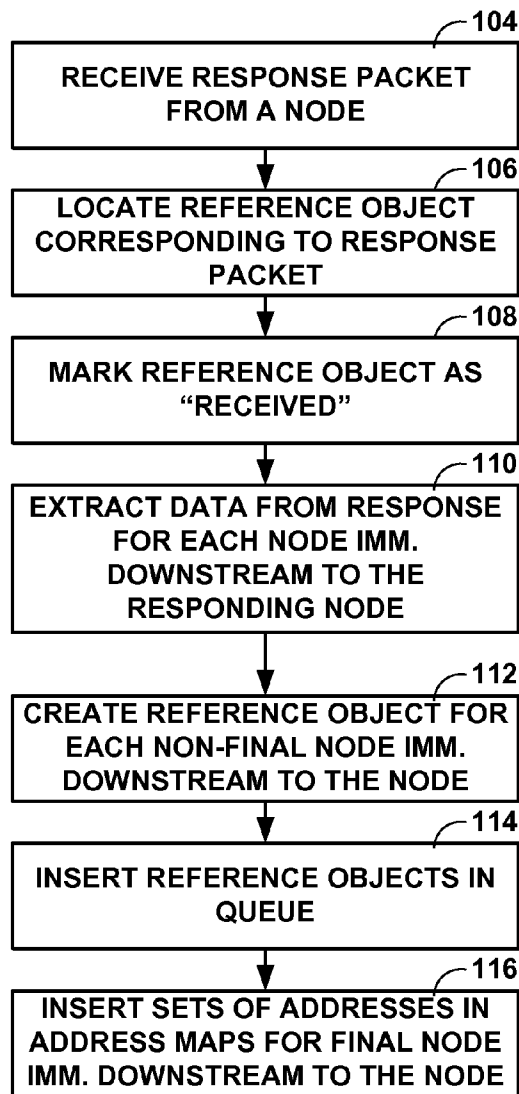 104
RECEIVE RESPONSE PACKET
FROM A NODE
106
LOCATE REFERENCE OBJECT
CORRESPONDING TO RESPONSE
PACKET
108
MARK REFERENCE OBJECT AS
“RECEIVED”
110
EXTRACT DATA FROM RESPONSE
FOR EACH NODE IMM.
DOWNSTREAM TO THE
RESPONDING NODE
112
CREATE REFERENCE OBJECT FOR
EACH NON-FINAL NODE IMM.
DOWNSTREAM TO THE NODE
114
INSERT REFERENCE OBJECTS IN
QUEUE
116
INSERT SETS OF ADDRESSES IN
ADDRESS MAPS FOR FINAL NODE
IMM. DOWNSTREAM TO THE NODE